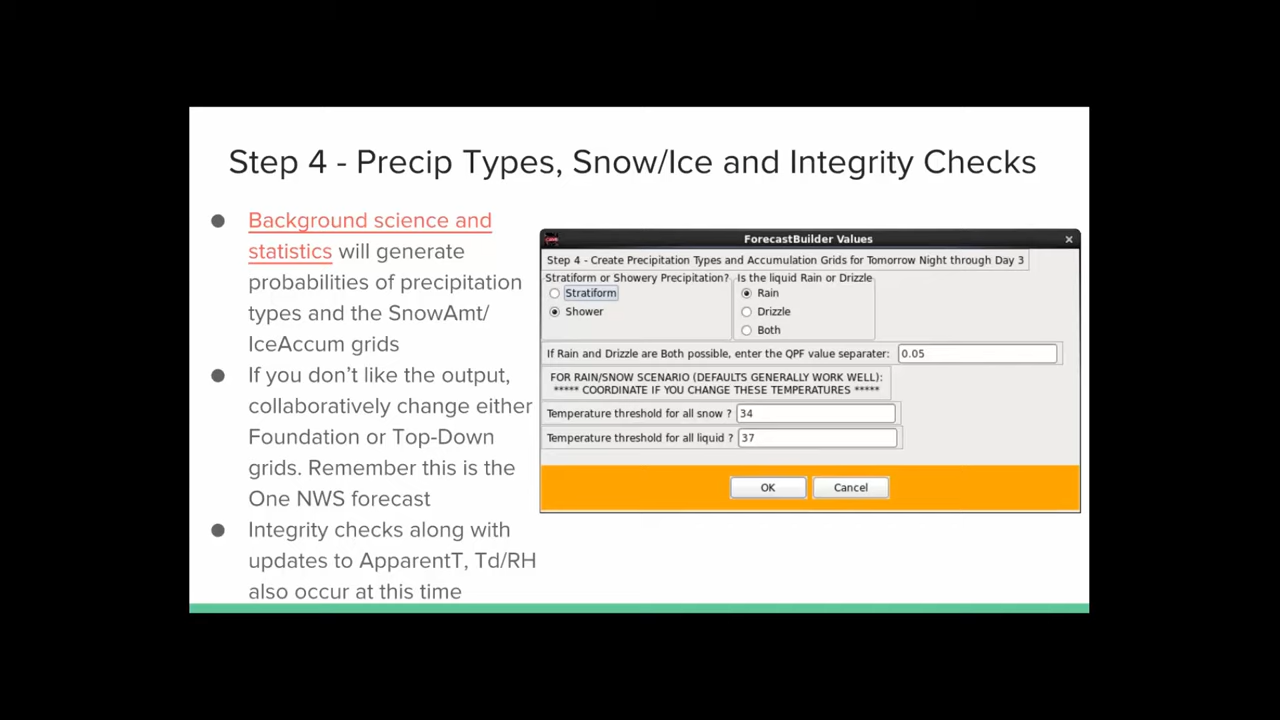 Step 4 - Precip Types, Snow/Ice and Integrity Checks
● Background science and
statistics will generate
probabilities of precipitation
types and the SnowAmt/
IceAccum grids
● If you don’t like the output,
collaboratively change either
Foundation or Top-Down
grids. Remember this is the
One NWS forecast
● Integrity checks along with
updates to ApparentT, Td/RH
also occur at this time
ForecastBuilder Values
Step 4 - Create Precipitation Types and Accumulation Grids for Tomorrow Night through Day 3
Stratiform or Showery Precipitation? Is the liquid Rain or Drizzle
Stratiform Rain
Shower Drizzle
Both
If Rain and Drizzle are Both possible, enter the QPF value separater: 0.05
FOR RAIN/SNOW SCENARIO (DEFAULTS GENERALLY WORK WELL):
***** COORDINATE IF YOU CHANGE THESE TEMPERATURES *****
Temperature threshold for all snow ? 34
Temperature threshold for all liquid ? 37
OK Cancel